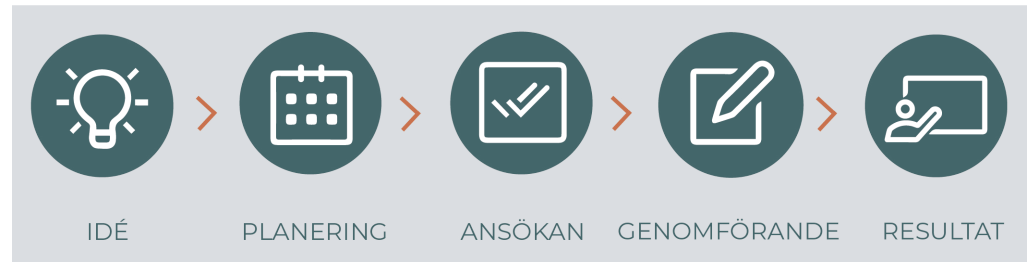 IDÉ
PLANERING
ANSÖKAN
GENOMFÖRANDE
RESULTAT